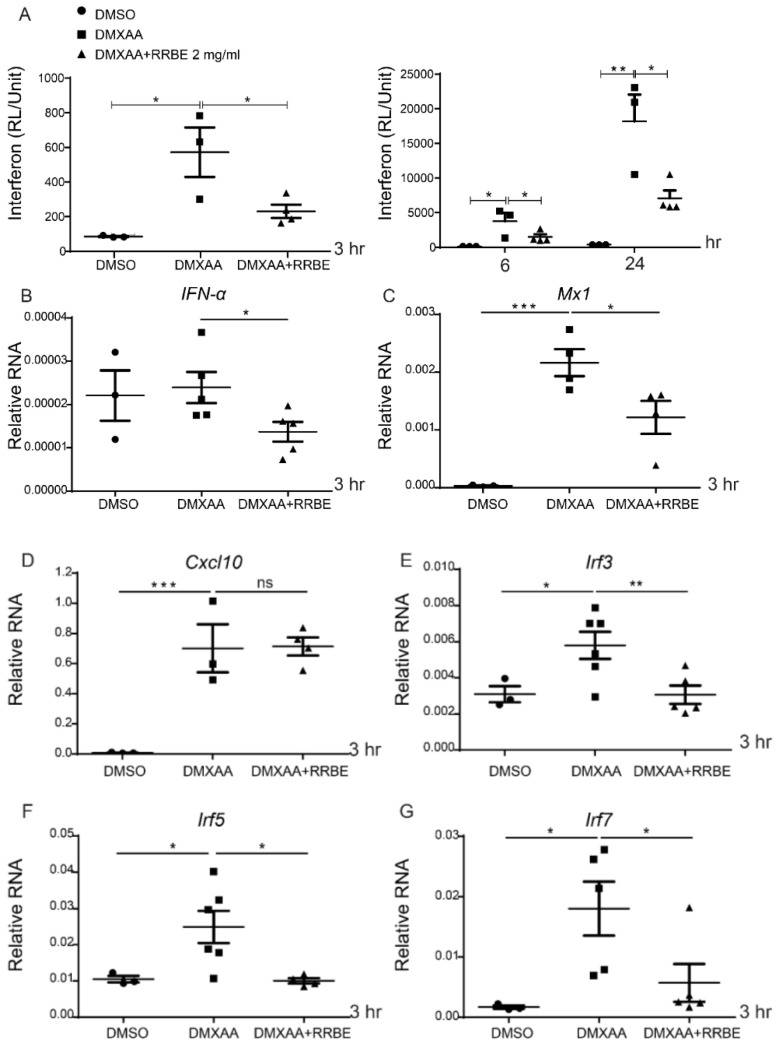 A
DMSO
DMXAA
DMXAA+RRBE 2 mg/ml
Interferon (RL/Unit)
1000
800
600
400
200
0
* *
DMSO DMXAA DMXAA+RRBE
3 hr
Interferon (RL/Unit)
25000
20000
15000
10000
5000
0
* *
** *
6 24
hr
B
IFN-α
Relative RNA
0.00004
0.00003
0.00002
0.00001
0.00000
*
DMSO DMXAA DMXAA+RRBE
3 hr
C
Mx1
Relative RNA
0.003
0.002
0.001
0.000
*** *
DMSO DMXAA DMXAA+RRBE
3 hr
D
Cxcl10
Relative RNA
1.2
1.0
0.8
0.6
0.4
0.2
0.0
*** ns
DMSO DMXAA DMXAA+RRBE
3 hr
E
Irf3
Relative RNA
0.010
0.008
0.006
0.004
0.002
0.000
* **
DMSO DMXAA DMXAA+RRBE
3 hr
F
Irf5
Relative RNA
0.05
0.04
0.03
0.02
0.01
0.00
* *
DMSO DMXAA DMXAA+RRBE
3 hr
G
Irf7
Relative RNA
0.03
0.02
0.01
0.00
* *
DMSO DMXAA DMXAA+RRBE
3 hr